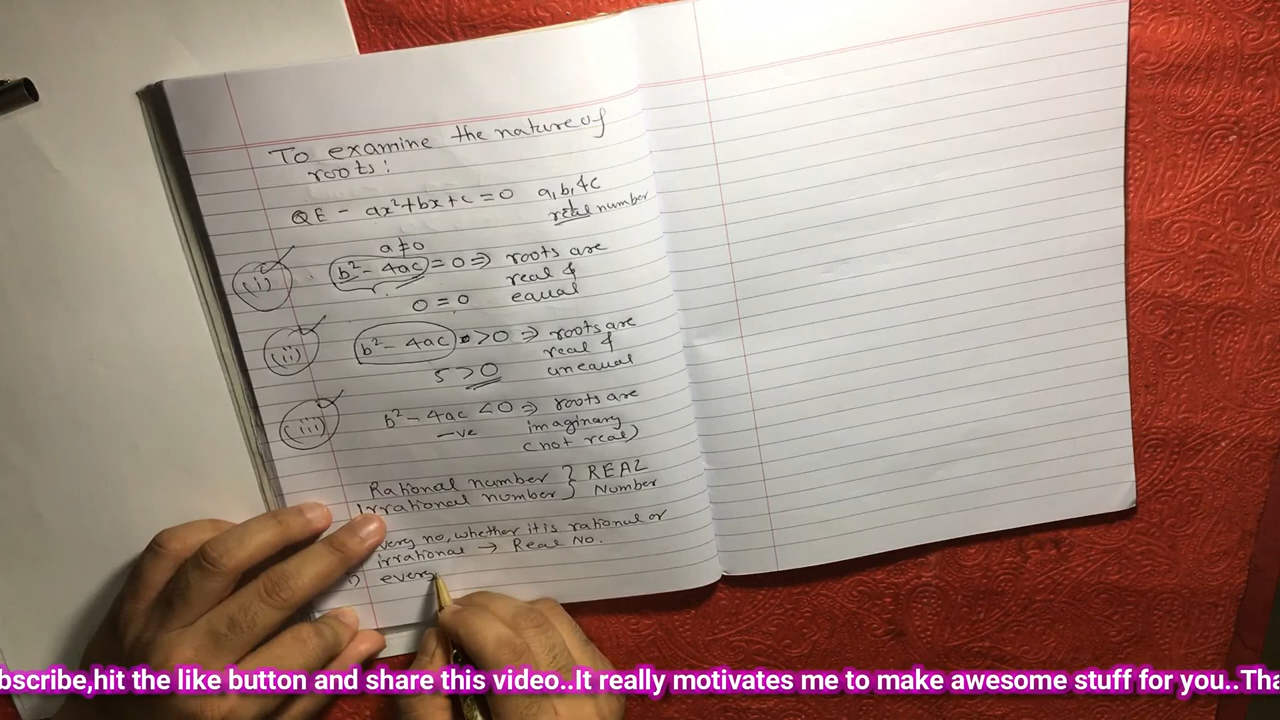 To examine the nature of
roots:
QE - ax²+bx+c=0 a,b,&c
real number
a≠0
(i) b²-4ac=0 ⇒ roots are
real &
0=0 equal
(ii) b²-4ac >0 ⇒ roots are
real &
5>0 unequal
(iii) b²-4ac <0 ⇒ roots are
-ve imaginary
(not real)
Rational number } REAL
Irrational number } Number
very no, whether it is rational or
irrational → Real No.
every
bscribe,hit the like button and share this video..It really motivates me to make awesome stuff for you..Tha